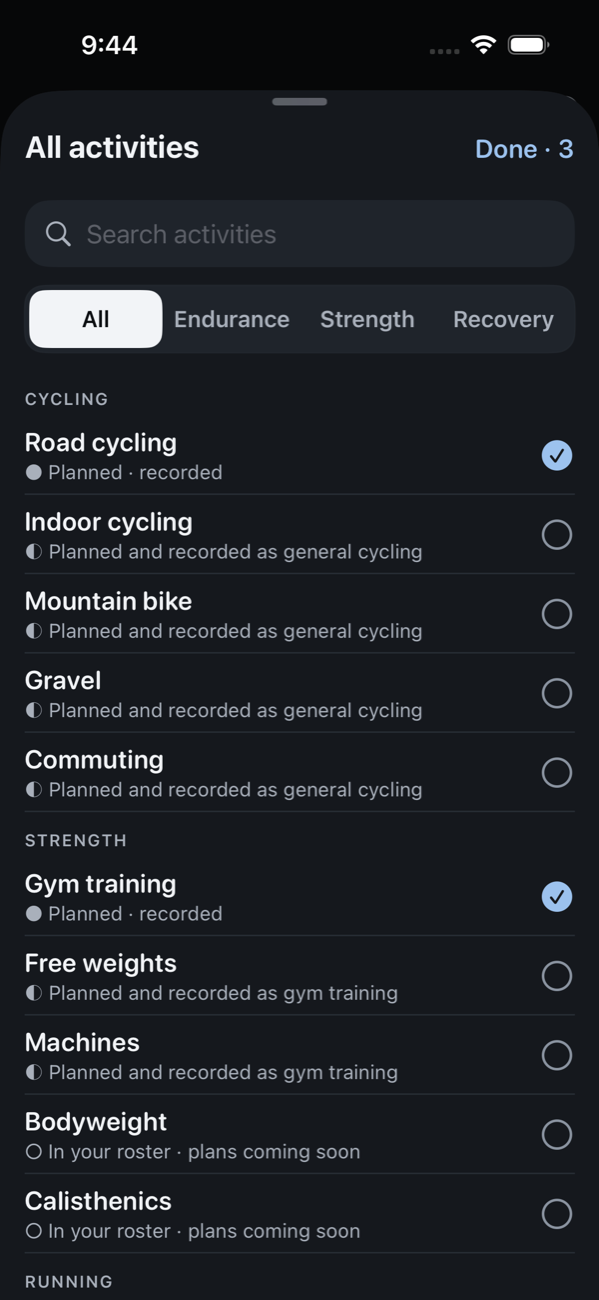 9:44
All activities
Done · 3
Search activities
All
Endurance
Strength
Recovery
CYCLING
Road cycling
Planned · recorded
Indoor cycling
Planned and recorded as general cycling
Mountain bike
Planned and recorded as general cycling
Gravel
Planned and recorded as general cycling
Commuting
Planned and recorded as general cycling
STRENGTH
Gym training
Planned · recorded
Free weights
Planned and recorded as gym training
Machines
Planned and recorded as gym training
Bodyweight
In your roster · plans coming soon
Calisthenics
In your roster · plans coming soon
RUNNING